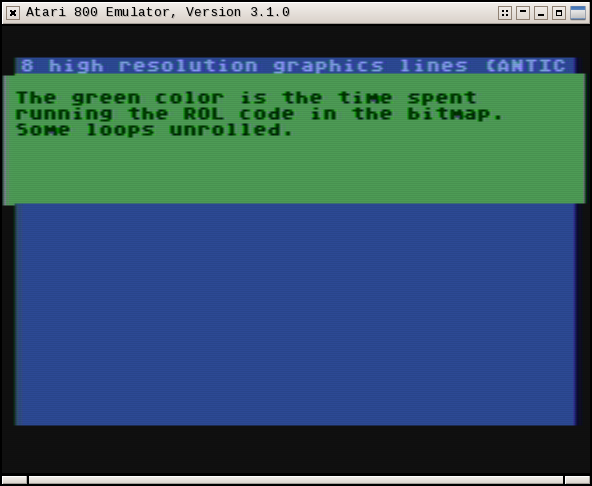 Atari 800 Emulator, Version 3.1.0
8 high resolution graphics lines (ANTIC
The green color is the time spent
running the ROL code in the bitmap.
Some loops unrolled.